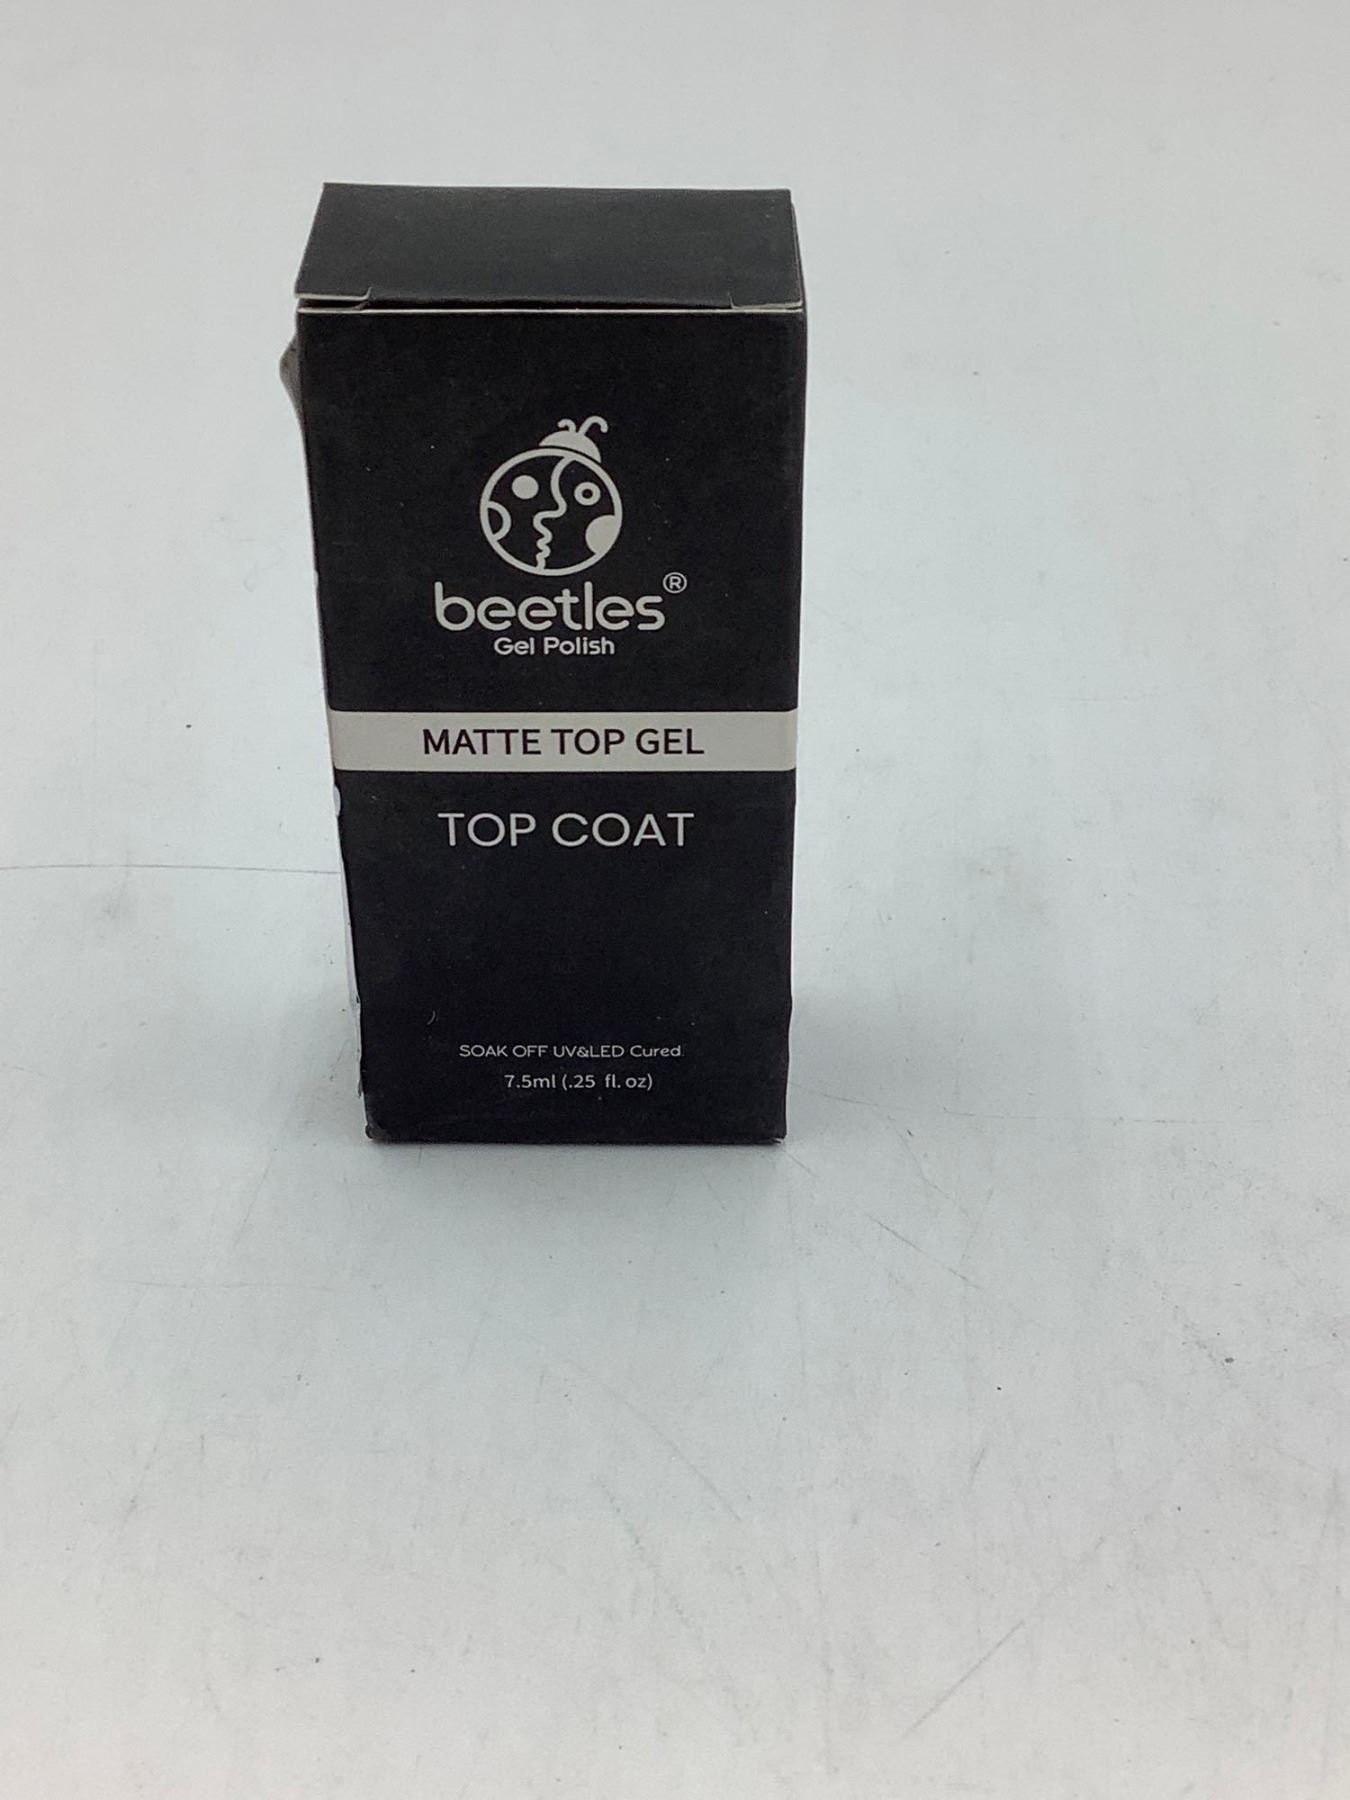 beetles®
Gel Polish
MATTE TOP GEL
TOP COAT
SOAK OFF UV&LED Cured.
7.5ml (.25 fl. oz)